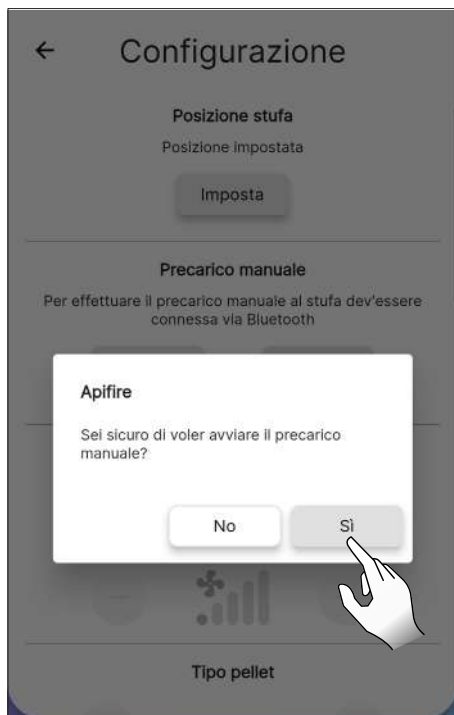 Configurazione
Posizione stufa
Posizione impostata
Imposta
Precarico manuale
Per effettuare il precarico manuale al stufa dev'essere
connessa via Bluetooth
Apifire
Sei sicuro di voler avviare il precarico
manuale?
No
Sì
Tipo pellet